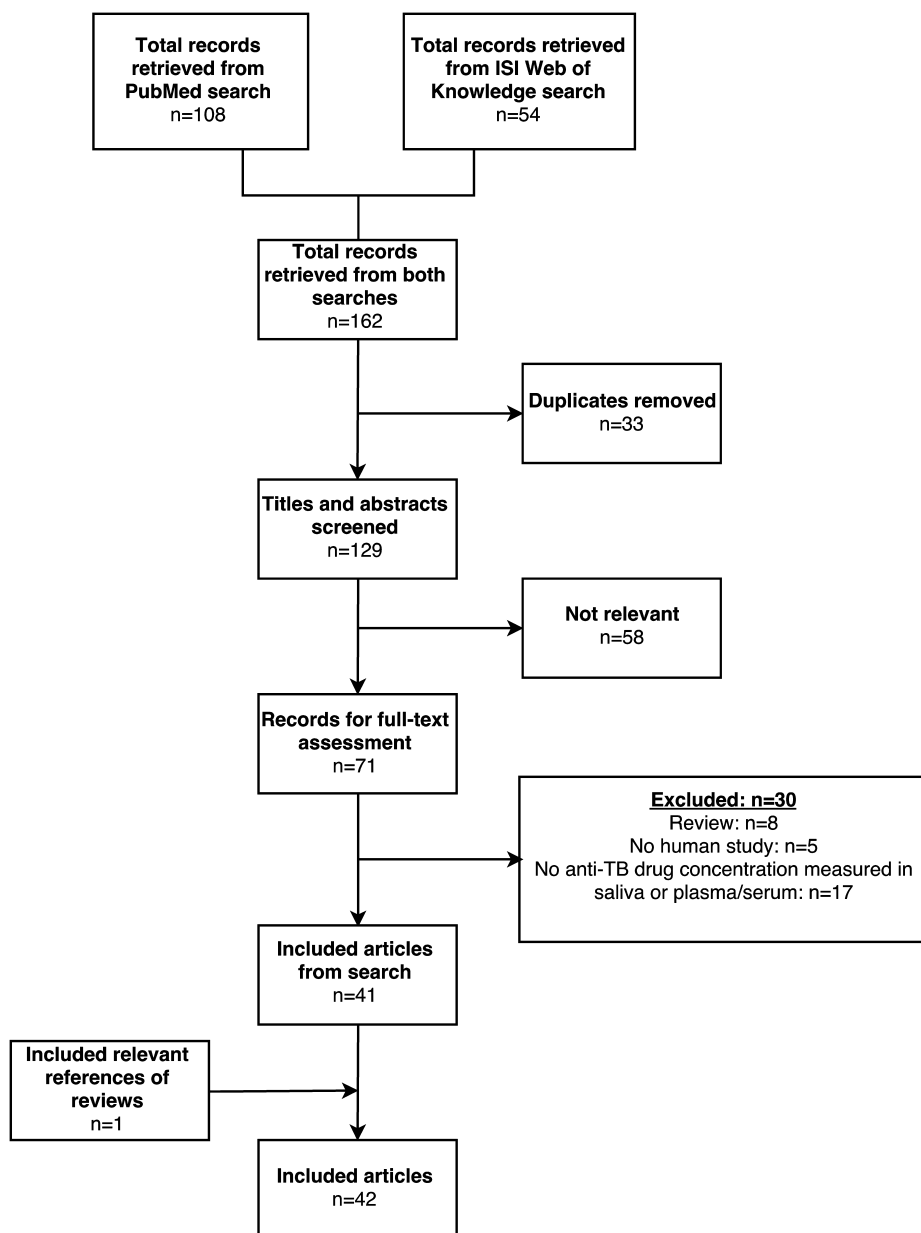 Total records
retrieved from
PubMed search
n=108
Total records retrieved
from ISI Web of
Knowledge search
n=54
Total records
retrieved from both
searches
n=162
Duplicates removed
n=33
Titles and abstracts
screened
n=129
Not relevant
n=58
Records for full-text
assessment
n=71
Excluded: n=30
Review: n=8
No human study: n=5
No anti-TB drug concentration measured in
saliva or plasma/serum: n=17
Included articles
from search
n=41
Included relevant
references of
reviews
n=1
Included articles
n=42